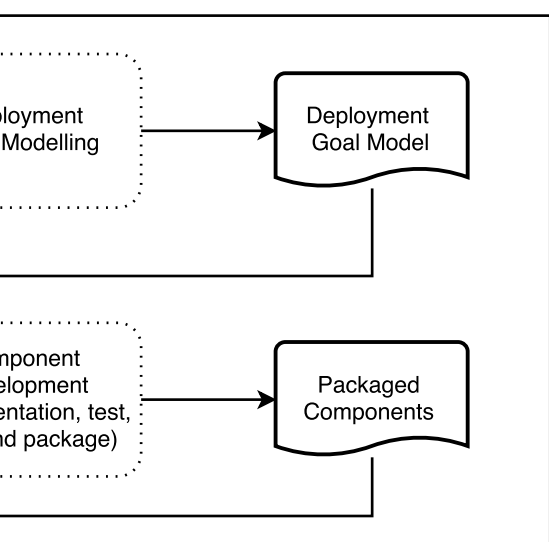 ployment
Modelling
Deployment
Goal Model
mponent
elopment
entation, test,
nd package)
Packaged
Components